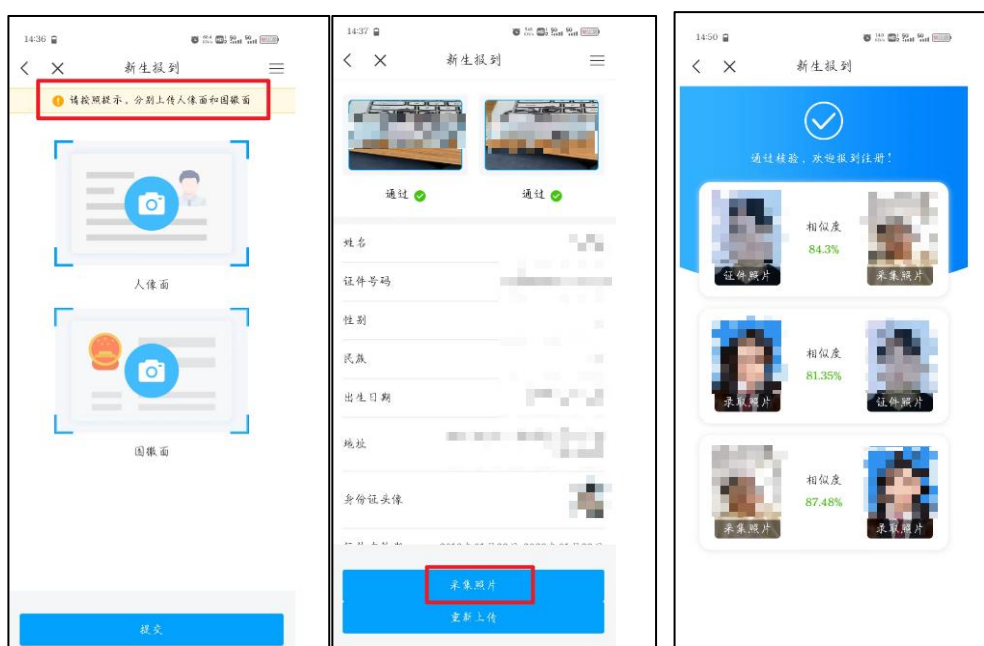 14:36
新生报到
请按照提示，分别上传人像面和国徽面
人像面
国徽面
提交
14:37
新生报到
通过
通过
姓名
证件号码
性别
民族
出生日期
地址
身份证头像
采集照片
重新上传
14:50
新生报到
通过核验，欢迎报到注册！
相似度
84.3%
证件照片
采集照片
相似度
81.35%
录取照片
证件照片
相似度
87.48%
采集照片
录取照片